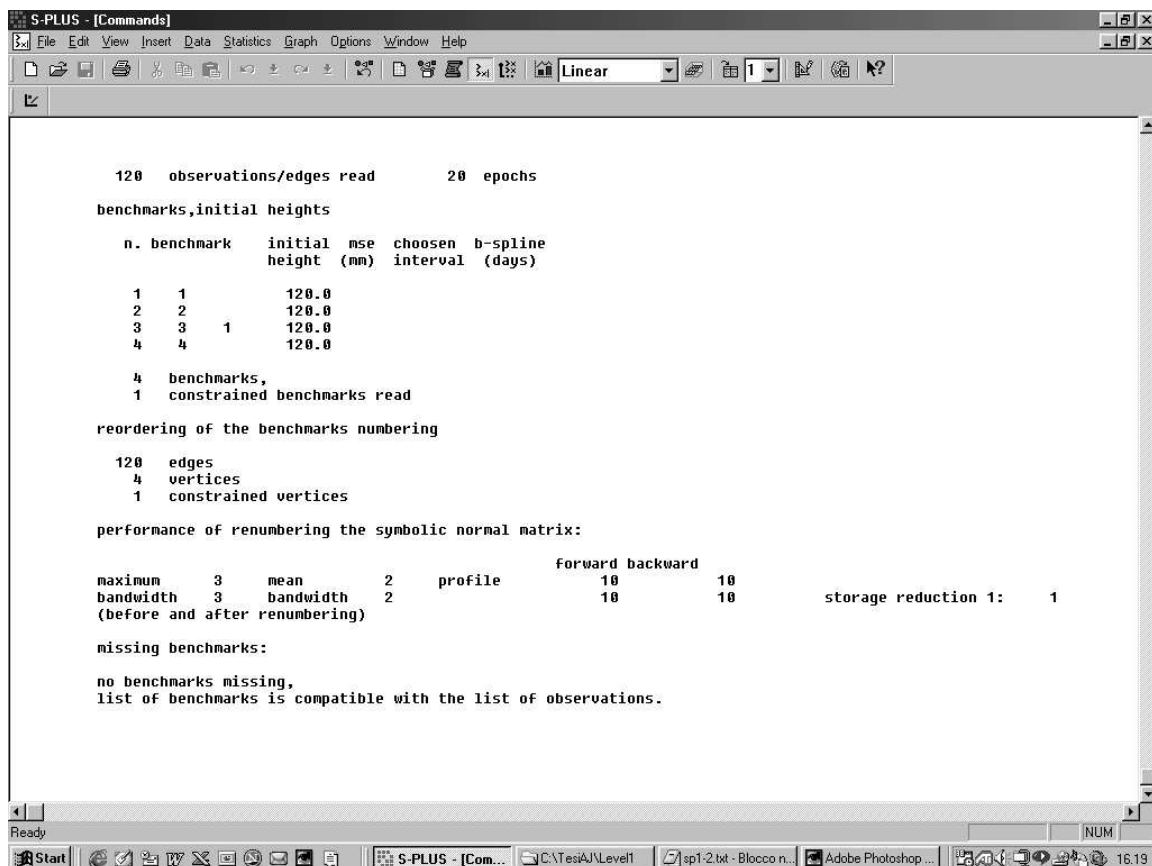 S-PLUS - [Commands]
File Edit View Insert Data Statistics Graph Options Window Help
Linear 1
120 observations/edges read 20 epochs
benchmarks,initial heights
n. benchmark initial mse choosen b-spline
height (mm) interval (days)
1 1 120.0
2 2 120.0
3 3 1 120.0
4 4 120.0
4 benchmarks,
1 constrained benchmarks read
reordering of the benchmarks numbering
120 edges
4 vertices
1 constrained vertices
performance of renumbering the symbolic normal matrix:
forward backward
maximum 3 mean 2 profile 10 10
bandwidth 3 bandwidth 2 10 10 storage reduction 1: 1
(before and after renumbering)
missing benchmarks:
no benchmarks missing,
list of benchmarks is compatible with the list of observations.
Ready NUM
Start S-PLUS - [Com... C:\TesiAJ\Level1 sp1-2.txt - Blocco n... Adobe Photoshop ... 16.19